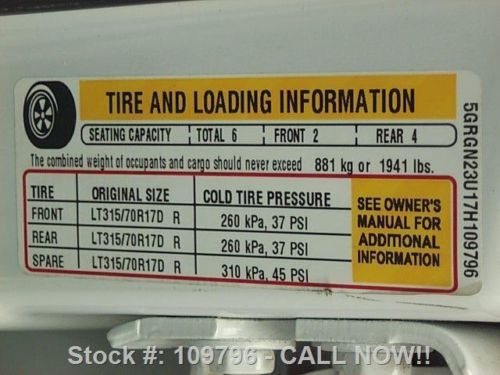 TIRE AND LOADING INFORMATION
SEATING CAPACITY TOTAL 6 FRONT 2 REAR 4
The combined weight of occupants and cargo should never exceed 881 kg or 1941 lbs.
TIRE ORIGINAL SIZE COLD TIRE PRESSURE
FRONT LT315/70R17D R 260 kPa, 37 PSI
REAR LT315/70R17D R 260 kPa, 37 PSI
SPARE LT315/70R17D R 310 kPa, 45 PSI
SEE OWNER'S
MANUAL FOR
ADDITIONAL
INFORMATION
5GRGN23U17H109796
Stock #: 109796 - CALL NOW!!